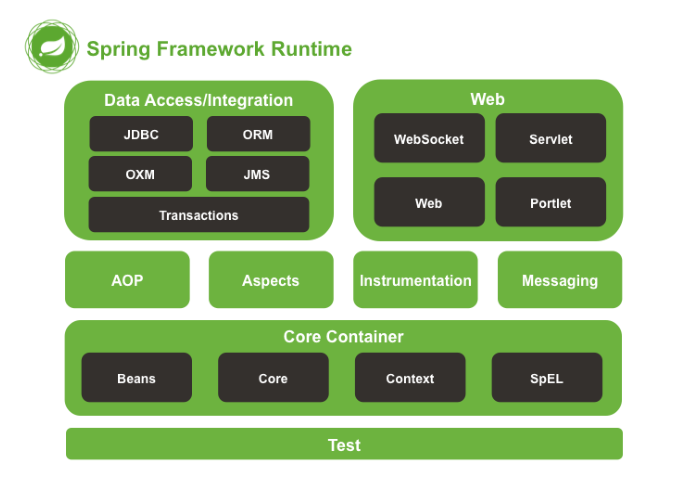 Spring Framework Runtime
Data Access/Integration
JDBC
ORM
OXM
JMS
Transactions
Web
WebSocket
Servlet
Web
Portlet
AOP
Aspects
Instrumentation
Messaging
Core Container
Beans
Core
Context
SpEL
Test